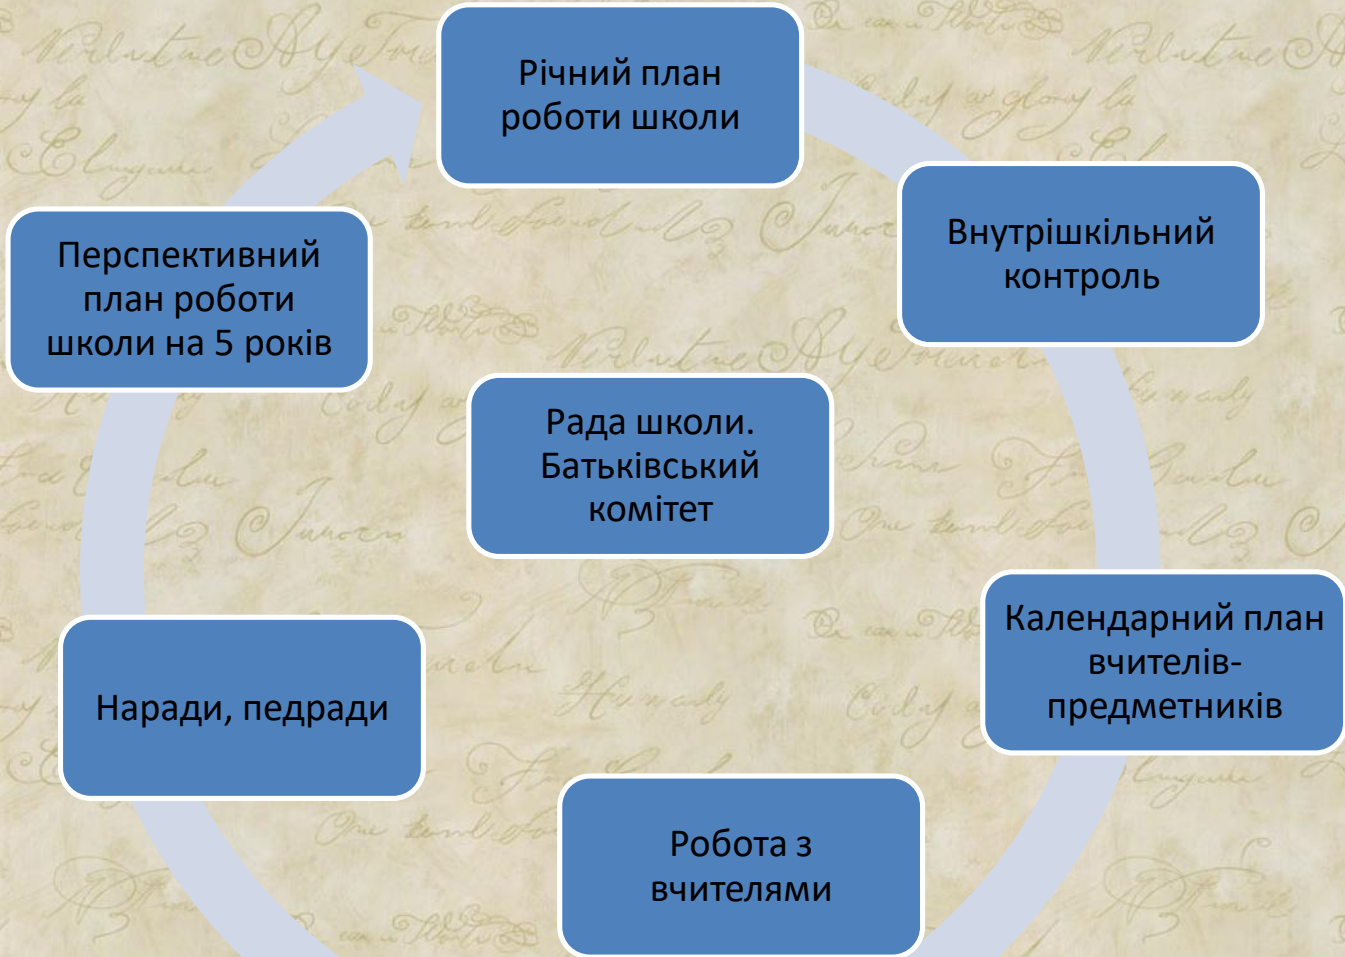 Річний план
роботи школи
Внутрішкільний
контроль
Перспективний
план роботи
школи на 5 років
Рада школи.
Батьківський
комітет
Календарний план
вчителів-
предметників
Наради, педради
Робота з
вчителями